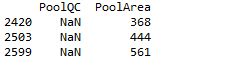 PoolQC PoolArea
2420 NaN 368
2503 NaN 444
2599 NaN 561